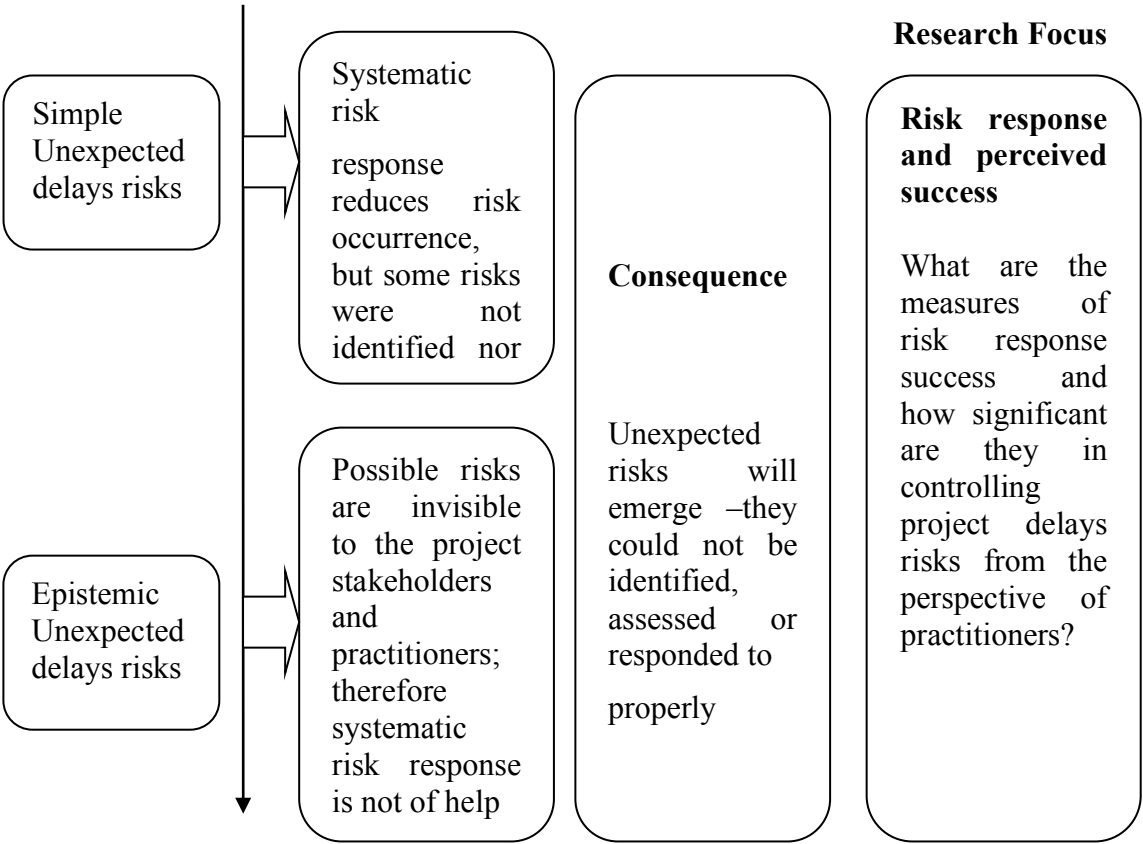 Simple
Unexpected
delays risks
Epistemic
Unexpected
delays risks
Systematic
risk
response
reduces risk
occurrence,
but some risks
were not
identified nor
Possible risks
are invisible
to the project
stakeholders
and
practitioners;
therefore
systematic
risk response
is not of help
Consequence
Unexpected
risks will
emerge –they
could not be
identified,
assessed or
responded to
properly
Research Focus
Risk response
and perceived
success
What are the
measures of
risk response
success and
how significant
are they in
controlling
project delays
risks from the
perspective of
practitioners?